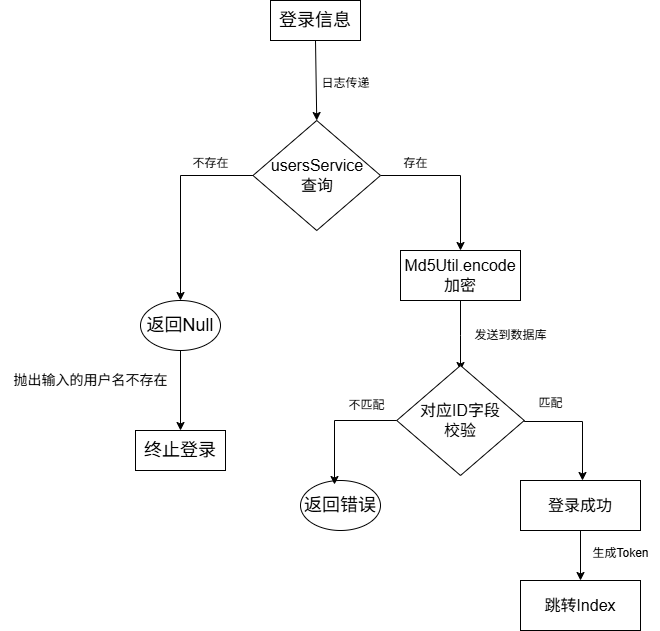 登录信息
日志传递
不存在
usersService
查询
存在
Md5Util.encode
加密
返回Null
发送到数据库
抛出输入的用户名不存在
不匹配
对应ID字段
校验
匹配
终止登录
返回错误
登录成功
生成Token
跳转Index